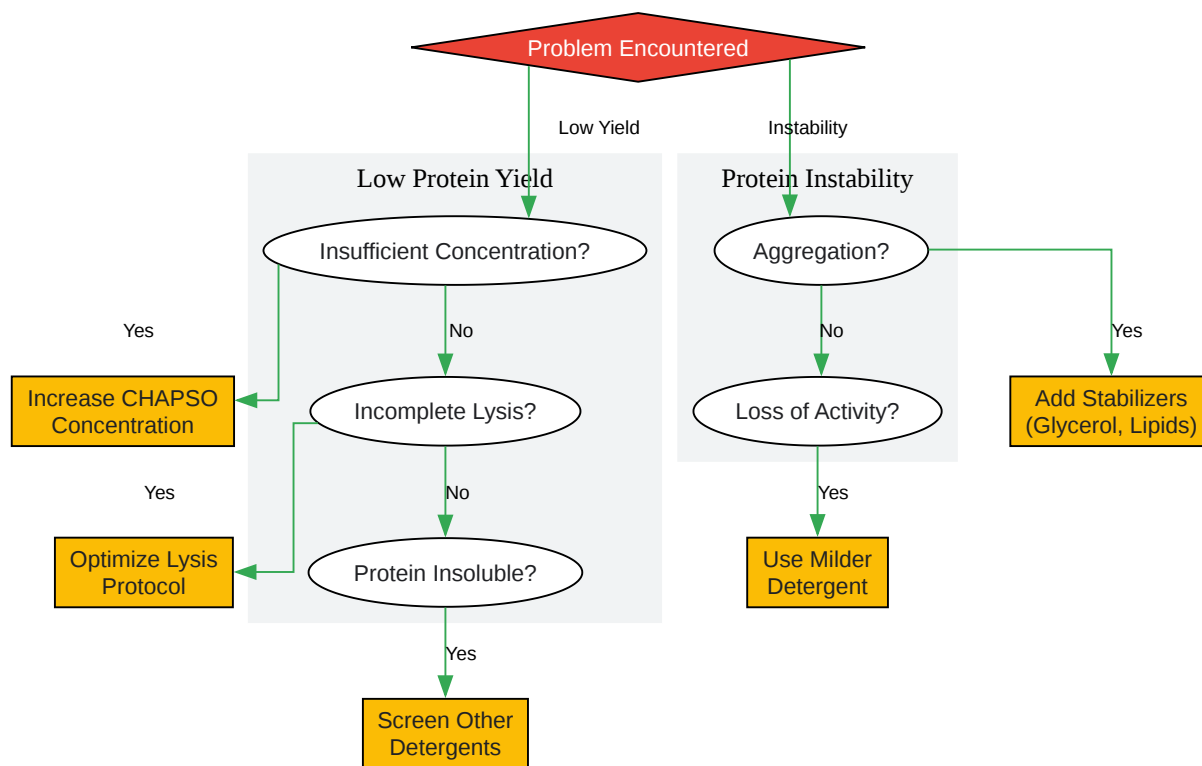 Problem Encountered
Low Yield
Instability
Low Protein Yield
Protein Instability
Insufficient Concentration?
Aggregation?
Yes
No
No
Yes
Increase CHAPSO
Concentration
Incomplete Lysis?
Loss of Activity?
Add Stabilizers
(Glycerol, Lipids)
Yes
No
Yes
Optimize Lysis
Protocol
Protein Insoluble?
Use Milder
Detergent
Yes
Screen Other
Detergents